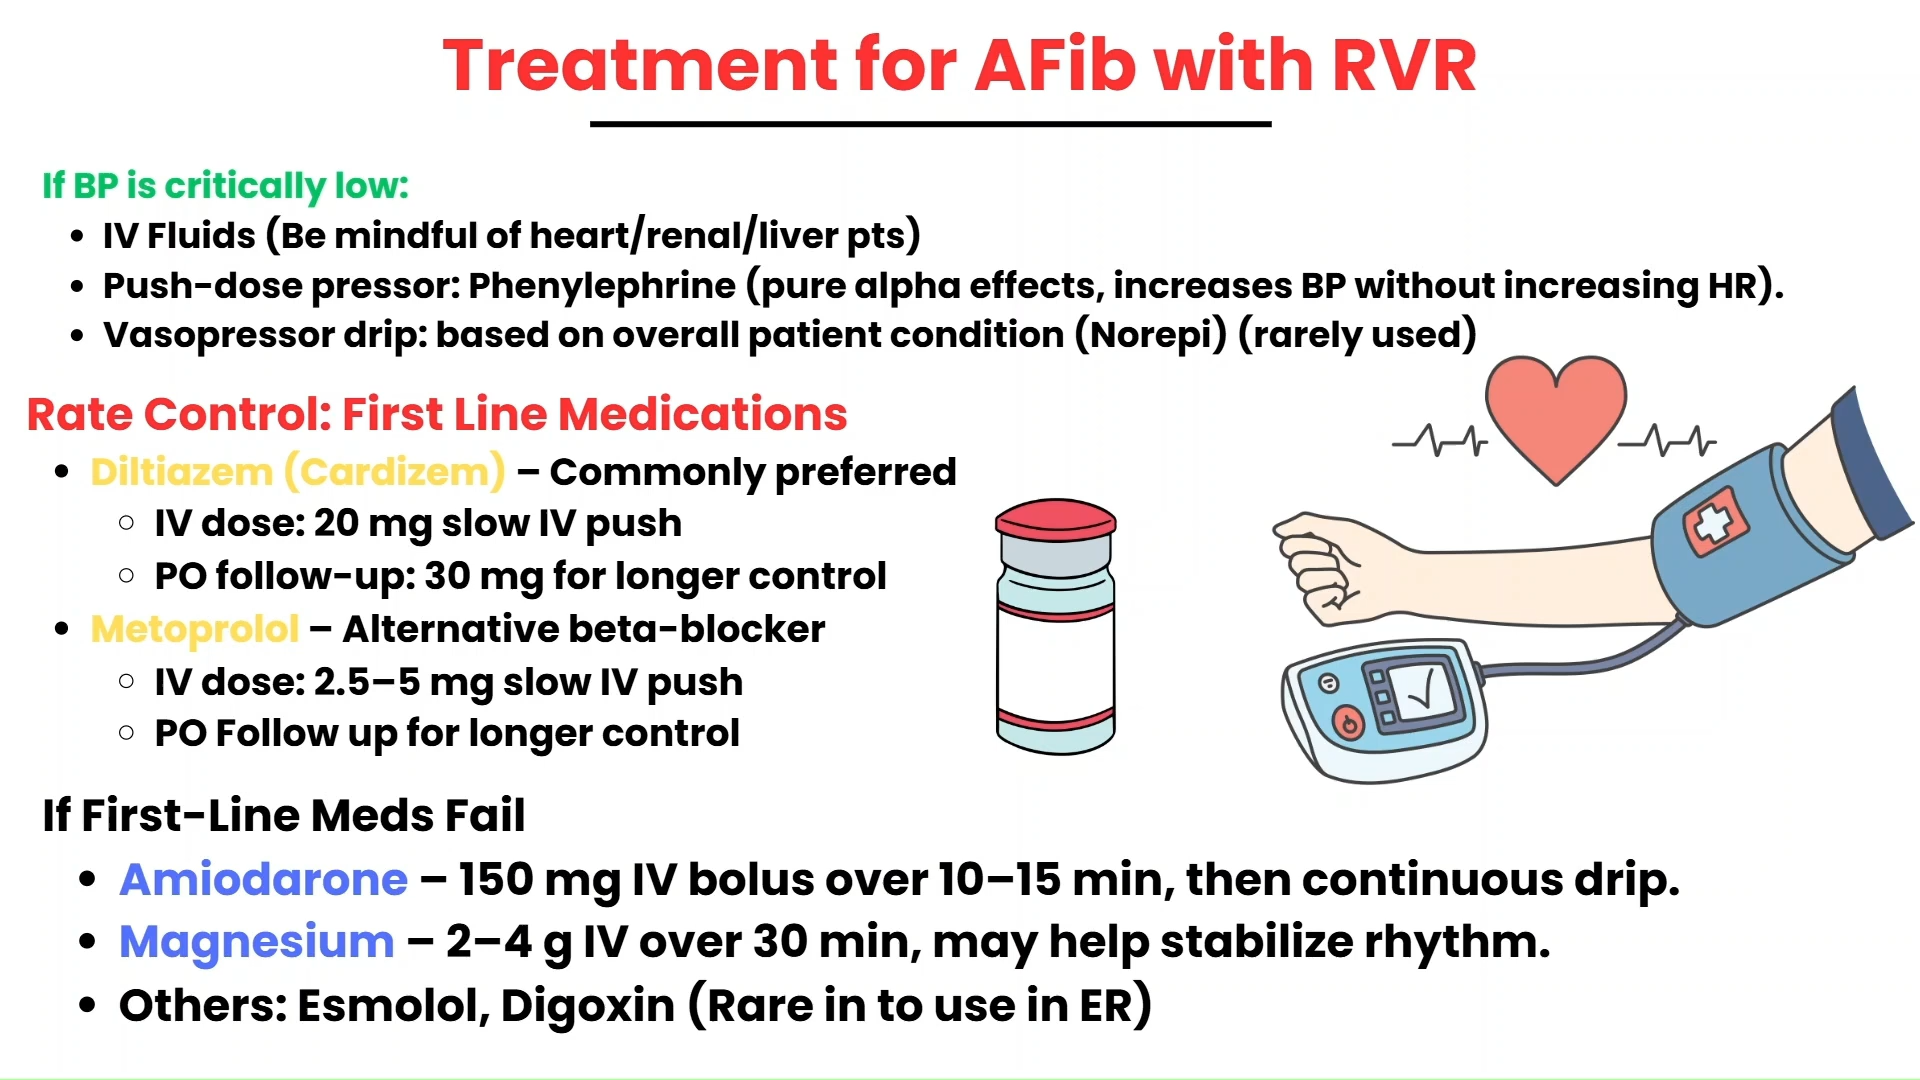 Treatment for AFib with RVR
If BP is critically low:
• IV Fluids (Be mindful of heart/renal/liver pts)
• Push-dose pressor: Phenylephrine (pure alpha effects, increases BP without increasing HR).
• Vasopressor drip: based on overall patient condition (Norepi) (rarely used)
Rate Control: First Line Medications
• Diltiazem (Cardizem) – Commonly preferred
○ IV dose: 20 mg slow IV push
○ PO follow-up: 30 mg for longer control
• Metoprolol – Alternative beta-blocker
○ IV dose: 2.5–5 mg slow IV push
○ PO Follow up for longer control
If First-Line Meds Fail
• Amiodarone – 150 mg IV bolus over 10–15 min, then continuous drip.
• Magnesium – 2–4 g IV over 30 min, may help stabilize rhythm.
• Others: Esmolol, Digoxin (Rare in to use in ER)